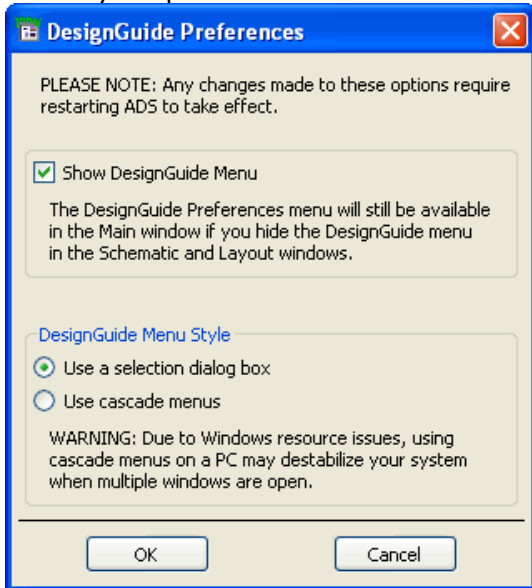 DesignGuide Preferences
PLEASE NOTE: Any changes made to these options require
restarting ADS to take effect.
Show DesignGuide Menu
The DesignGuide Preferences menu will still be available
in the Main window if you hide the DesignGuide menu
in the Schematic and Layout windows.
DesignGuide Menu Style
Use a selection dialog box
Use cascade menus
WARNING: Due to Windows resource issues, using
cascade menus on a PC may destabilize your system
when multiple windows are open.
OK
Cancel